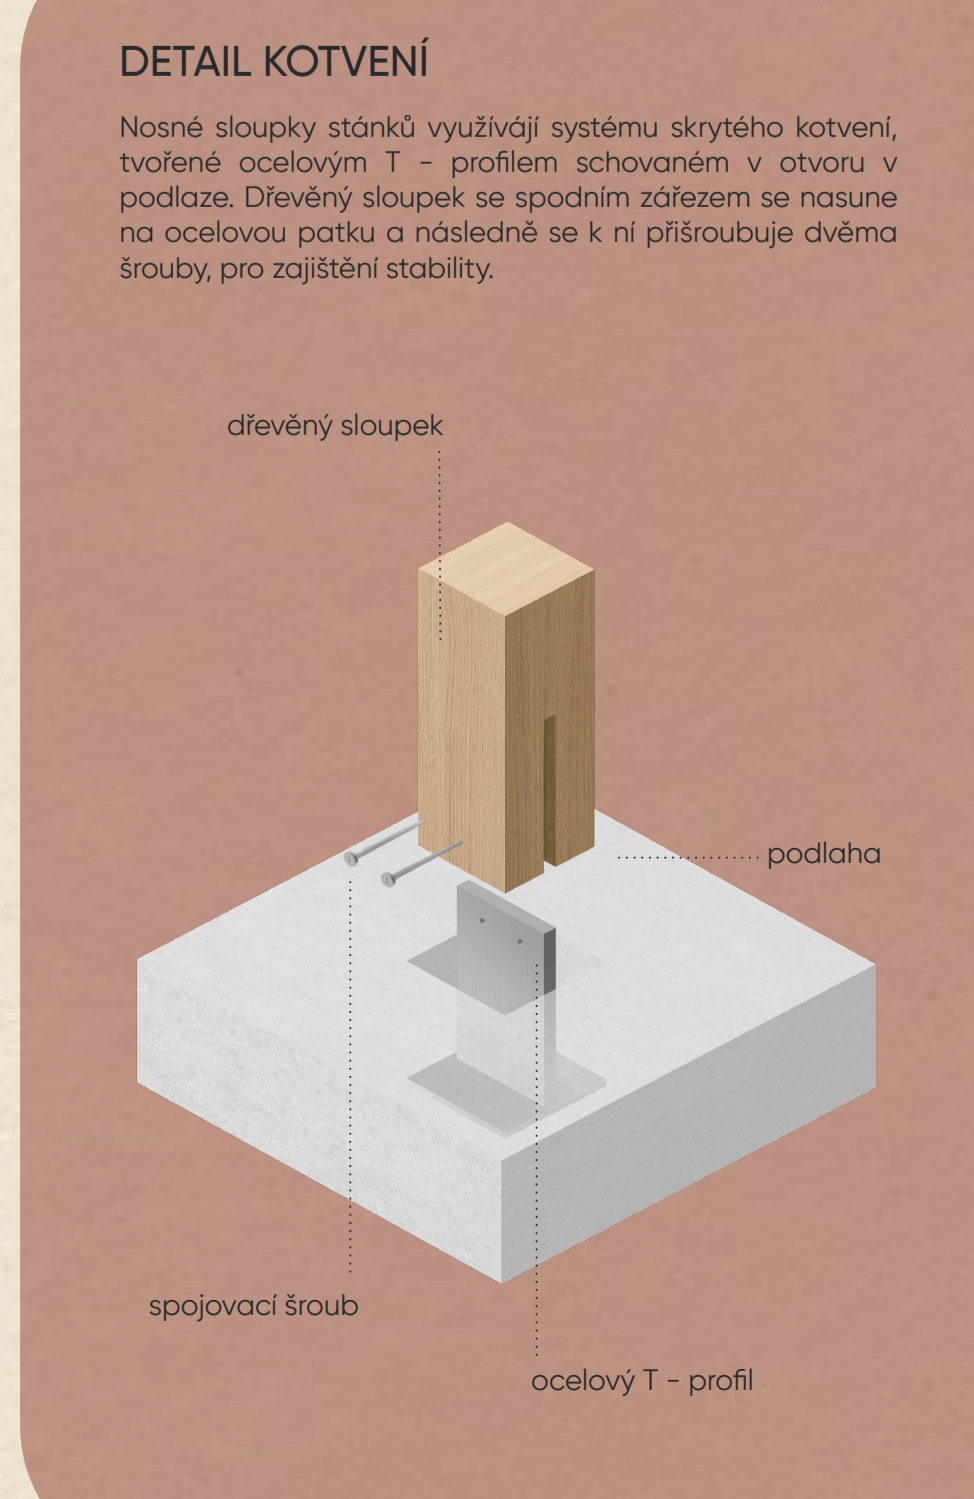 DETAIL KOTVENÍ
Nosné sloupky stánků využívájí systému skrytého kotvení,
tvořené ocelovým T - profilem schovaném v otvoru v
podlaze. Dřevěný sloupek se spodním zářezem se nasune
na ocelovou patku a následně se k ní přišroubuje dvěma
šrouby, pro zajištění stability.
dřevěný sloupek
podlaha
spojovací šroub
ocelový T - profil